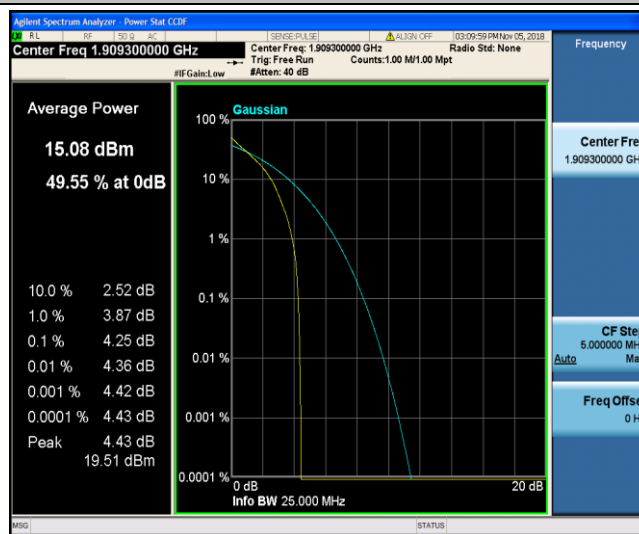 Agilent Spectrum Analyzer - Power Stat CCDF
RL RF 50 Ω AC SENSE:PULSE ALIGN OFF 03:09:59 PM Nov 05, 2018
Center Freq 1.909300000 GHz Center Freq: 1.909300000 GHz Radio Std: None
Trig: Free Run Counts:1.00 M/1.00 Mpt
#IFGain:Low #Atten: 40 dB
Frequency
Average Power
15.08 dBm
49.55 % at 0dB
10.0 % 2.52 dB
1.0 % 3.87 dB
0.1 % 4.25 dB
0.01 % 4.36 dB
0.001 % 4.42 dB
0.0001 % 4.43 dB
Peak 4.43 dB
19.51 dBm
Gaussian
100 %
10 %
1 %
0.1 %
0.01 %
0.001 %
0.0001 %
0 dB 20 dB
Info BW 25.000 MHz
Center Fre
1.909300000 GH
CF Ste
5.000000 MH
Auto Ma
Freq Offse
0 H
MSG STATUS